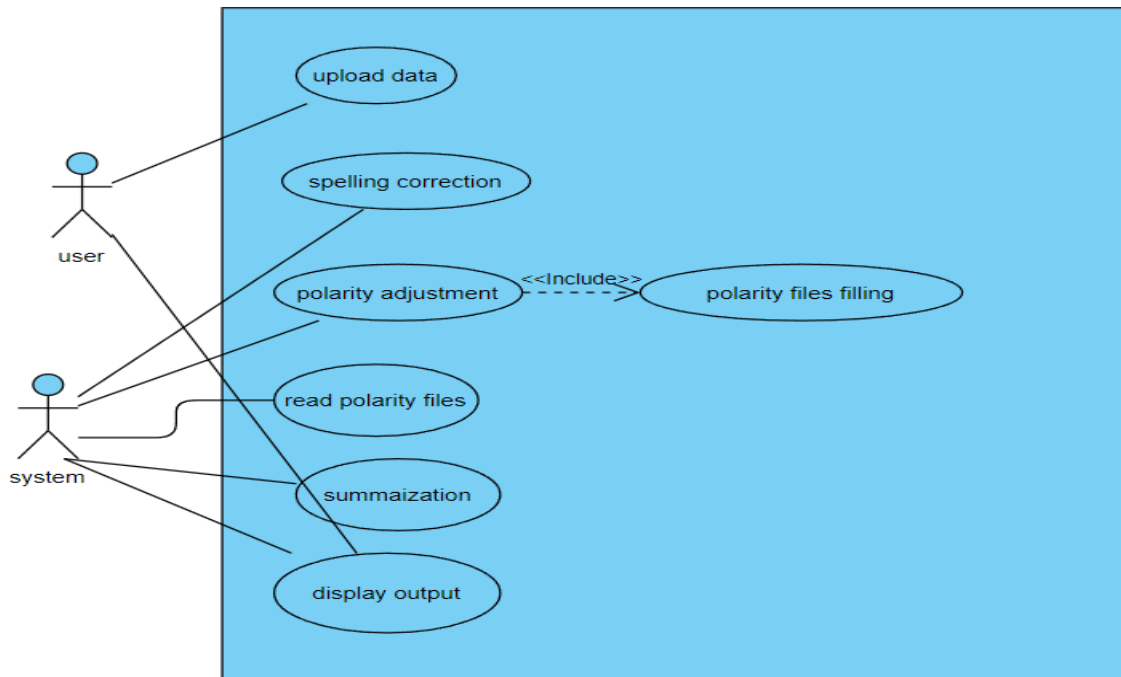 upload data
spelling correction
user
<<Include>>
polarity adjustment
polarity files filling
read polarity files
system
summaization
display output